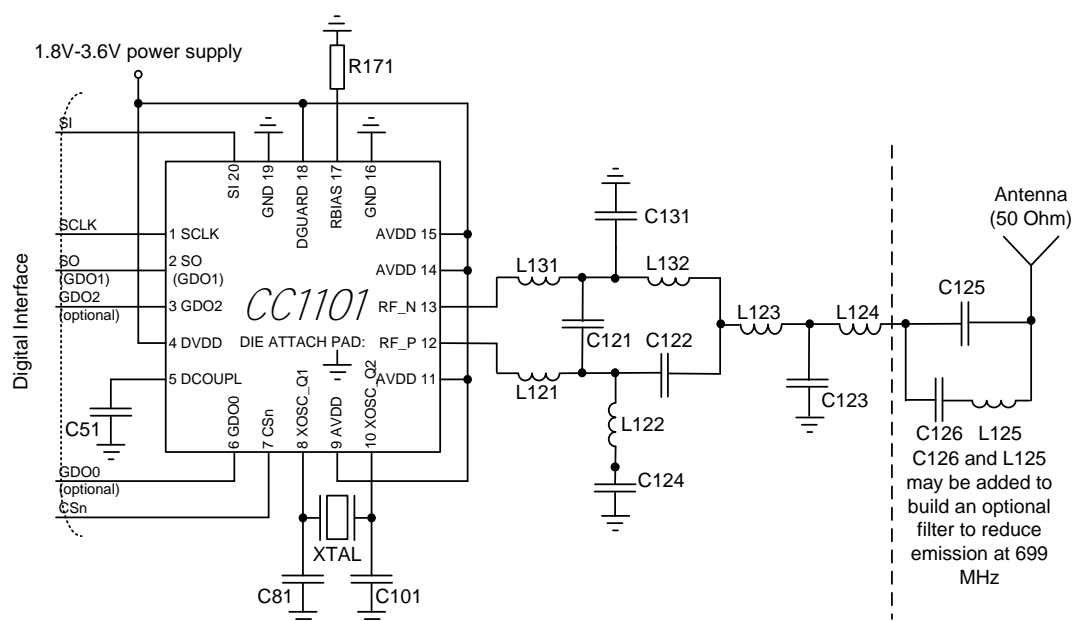 1.8V-3.6V power supply
R171
SI
SI 20
GND 19
DGUARD 18
RBIAS 17
GND 16
Antenna
(50 Ohm)
C131
SCLK
1 SCLK
AVDD 15
SO
(GDO1)
2 SO
(GDO1)
AVDD 14
L131
L132
GDO2
(optional)
3 GDO2
CC1101
RF_N 13
C125
L123
L124
C121
C122
4 DVDD
DIE ATTACH PAD:
RF_P 12
L121
5 DCOUPL
AVDD 11
C123
C51
6 GDO0
7 CSn
8 XOSC_Q1
9 AVDD
10 XOSC_Q2
L122
C126
L125
GDO0
(optional)
C124
CSn
XTAL
C81
C101
Digital Interface
C126 and L125
may be added to
build an optional
filter to reduce
emission at 699
MHz